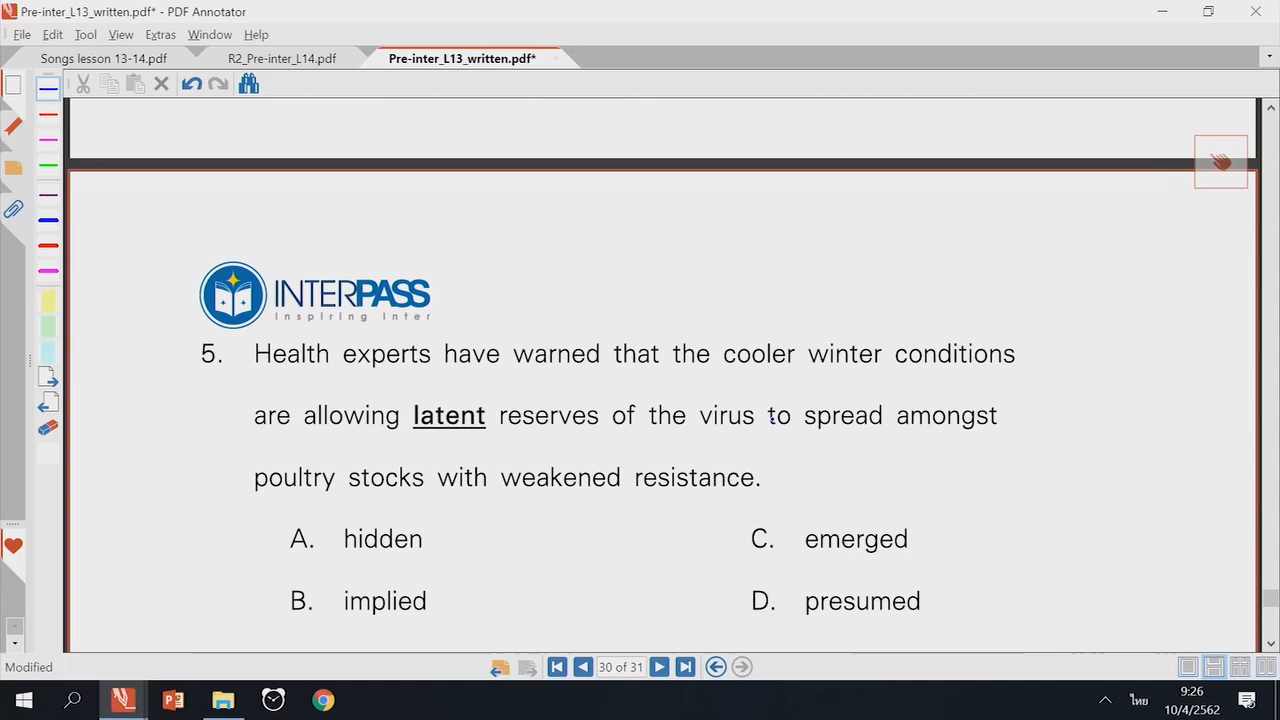 Pre-inter_L13_written.pdf* - PDF Annotator
File Edit Tool View Extras Window Help
Songs lesson 13-14.pdf R2_Pre-inter_L14.pdf Pre-inter_L13_written.pdf*
INTERPASS
Inspiring Inter
5. Health experts have warned that the cooler winter conditions
are allowing latent reserves of the virus to spread amongst
poultry stocks with weakened resistance.
A. hidden C. emerged
B. implied D. presumed
Modified 30 of 31
ไทย 9:26
10/4/2562